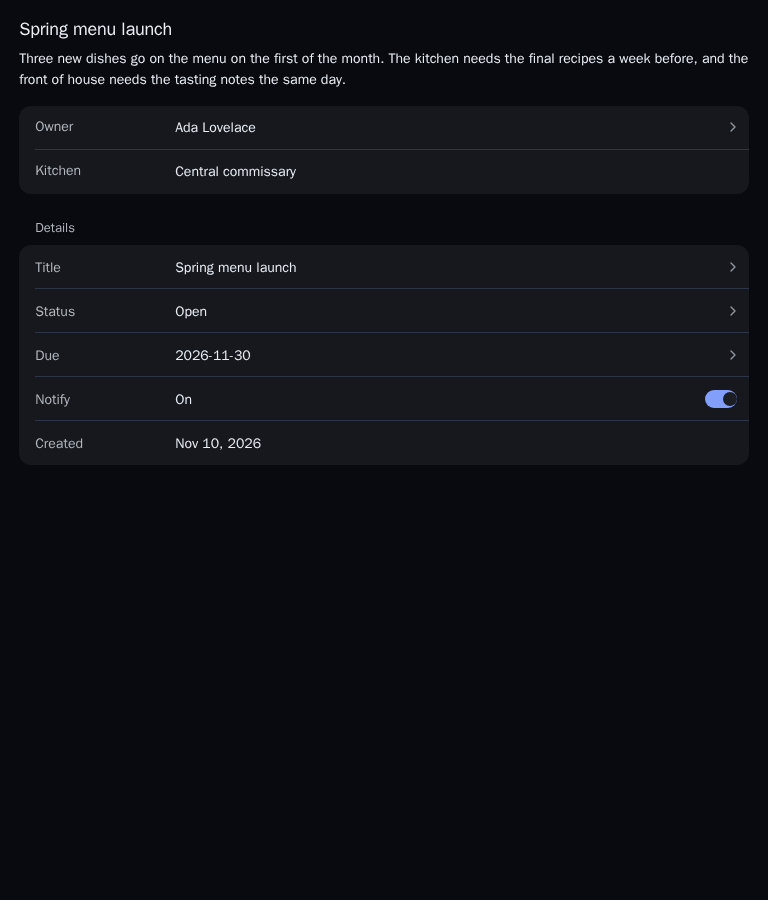 Spring menu launch
Three new dishes go on the menu on the first of the month. The kitchen needs the final recipes a week before, and the
front of house needs the tasting notes the same day.
Owner Ada Lovelace
Kitchen Central commissary
Details
Title Spring menu launch
Status Open
Due 2026-11-30
Notify On
Created Nov 10, 2026